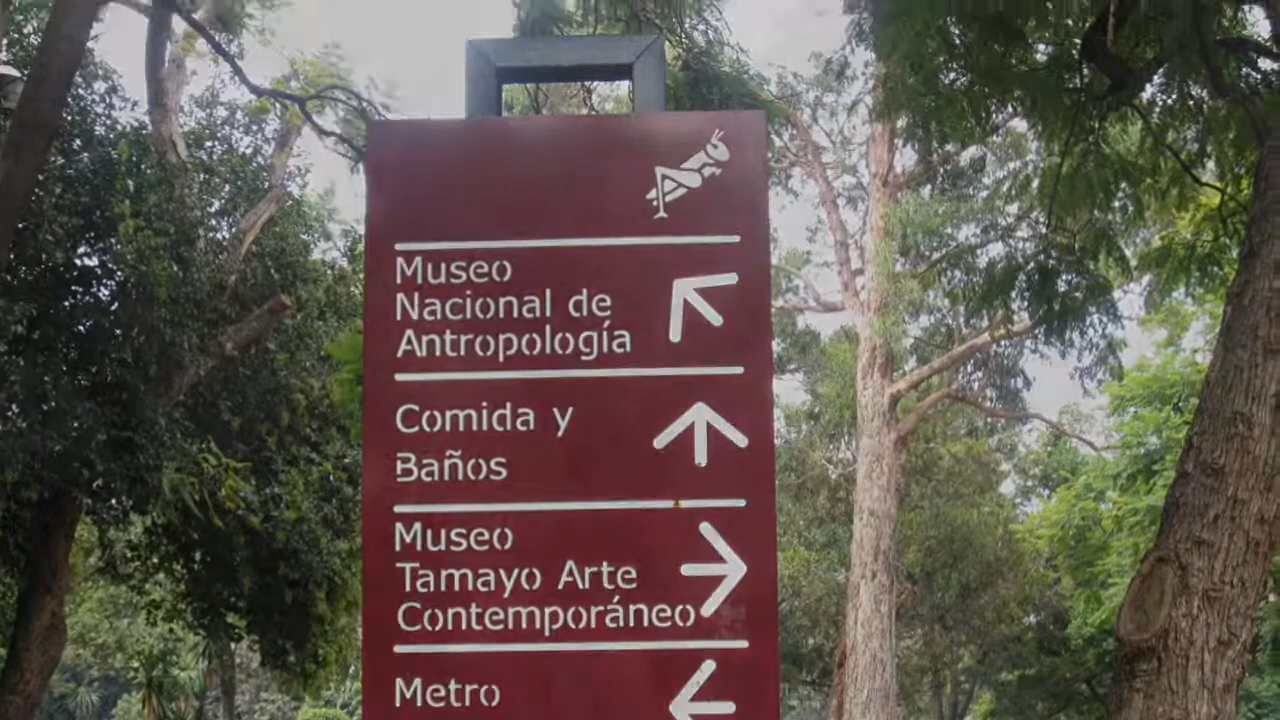 Museo
Nacional de
Antropología
Comida y
Baños
Museo
Tamayo Arte
Contemporáneo
Metro